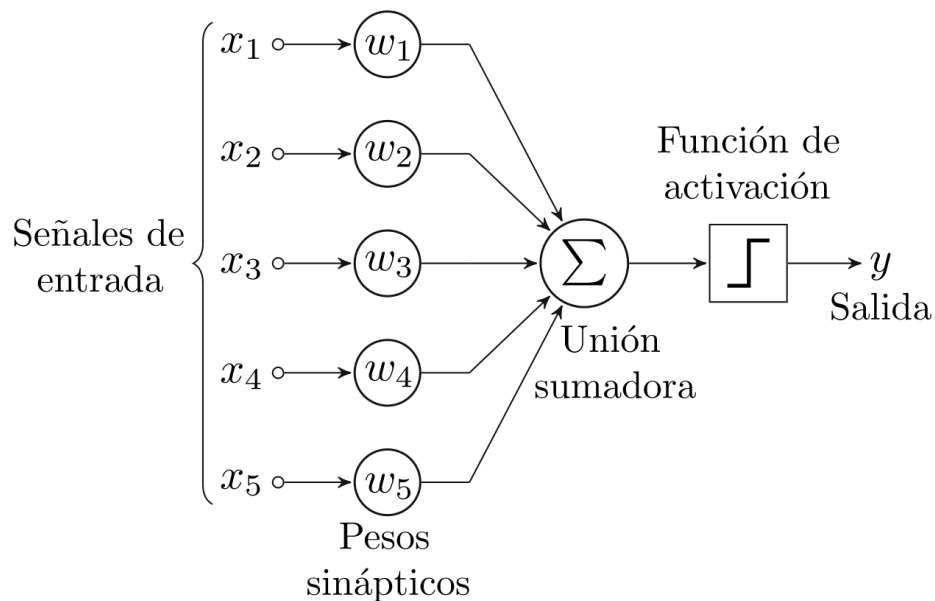 x₁ w₁
x₂ w₂
Función de
activación
Señales de
entrada
x₃ w₃ ∑ y
Salida
Unión
sumadora
x₄ w₄
x₅ w₅
Pesos
sinápticos